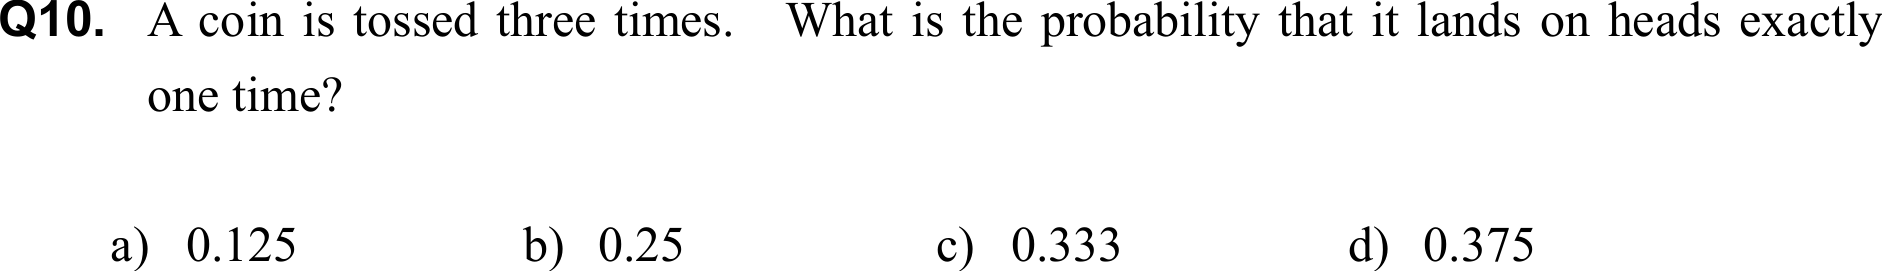 Q10. A coin is tossed three times. What is the probability that it lands on heads exactly
one time?
a) 0.125 b) 0.25 c) 0.333 d) 0.375